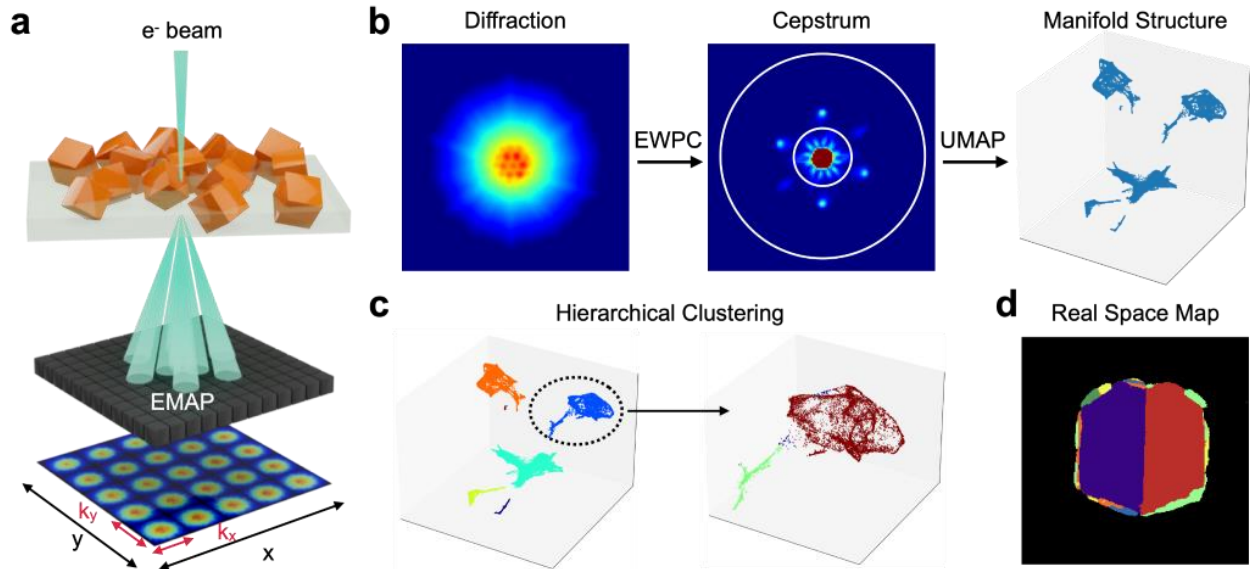 a
e- beam
EMAP
ky
kx
y
x
b
Diffraction
EWPC
Cepstrum
UMAP
Manifold Structure
c
Hierarchical Clustering
d
Real Space Map